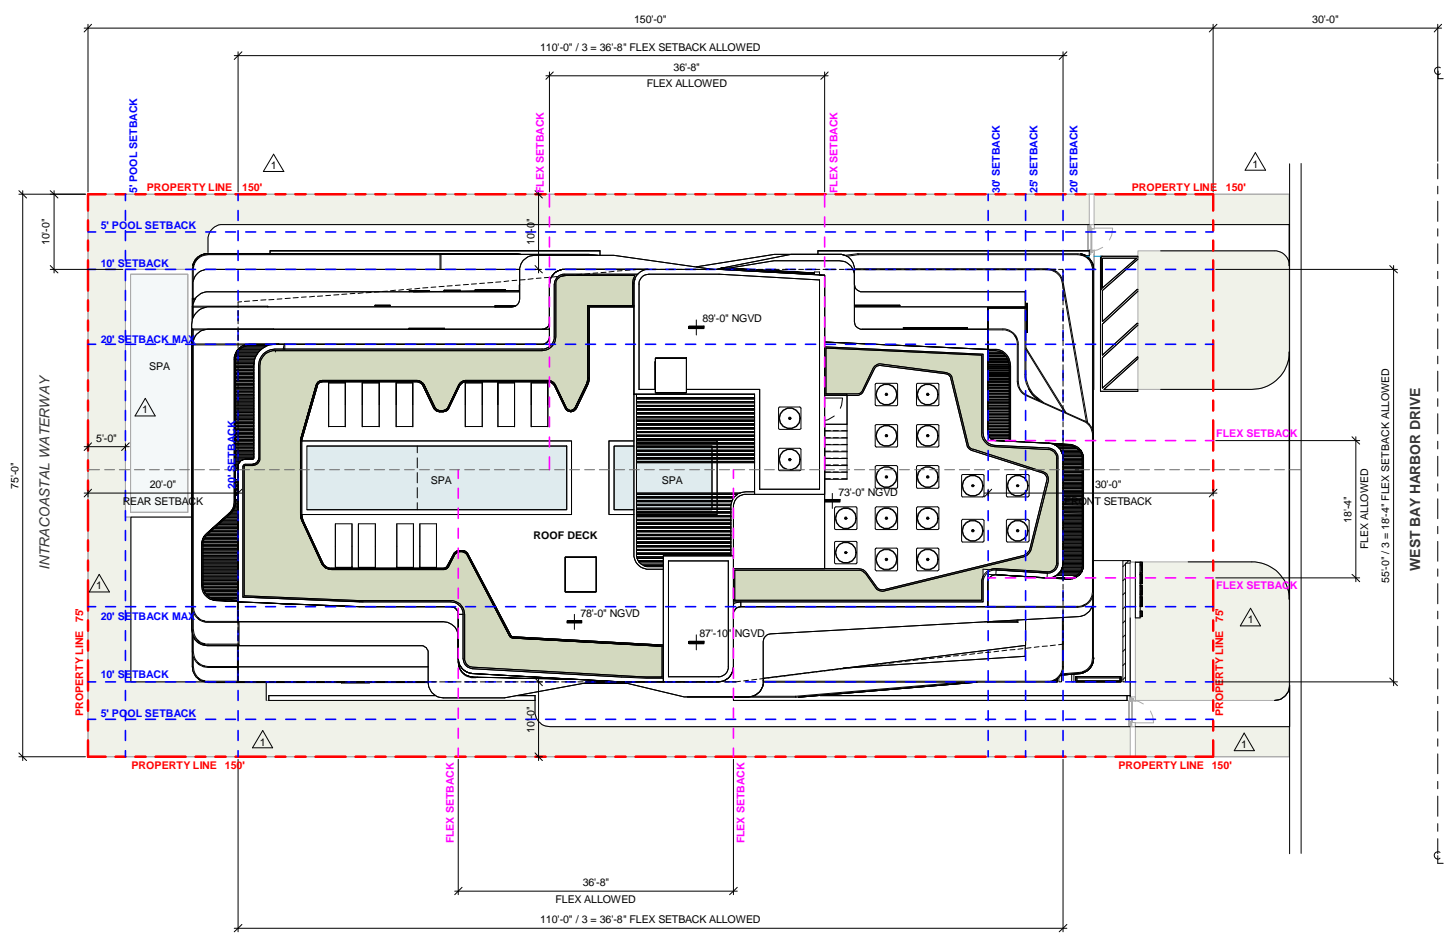 150'-0"
30'-0"
110'-0" / 3 = 36'-8" FLEX SETBACK ALLOWED
36'-8"
FLEX ALLOWED
℄
5' POOL SETBACK
FLEX SETBACK
FLEX SETBACK
30' SETBACK
25' SETBACK
20' SETBACK
1
1
PROPERTY LINE 150'
PROPERTY LINE 150'
10'-0"
10'-0"
5' POOL SETBACK
10' SETBACK
89'-0" NGVD
20' SETBACK MAX
SPA
1
INTRACOASTAL WATERWAY
75'-0"
5'-0"
20' SETBACK
20'-0"
REAR SETBACK
SPA
SPA
73'-0" NGVD
30'-0"
FRONT SETBACK
FLEX SETBACK
18'-4"
FLEX ALLOWED
55'-0" / 3 = 18'-4" FLEX SETBACK ALLOWED
WEST BAY HARBOR DRIVE
ROOF DECK
1
FLEX SETBACK
20' SETBACK MAX
78'-0" NGVD
87'-10" NGVD
1
PROPERTY LINE 75'
PROPERTY LINE 75'
10' SETBACK
5' POOL SETBACK
10'-0"
1
1
PROPERTY LINE 150'
PROPERTY LINE 150'
FLEX SETBACK
FLEX SETBACK
℄
36'-8"
FLEX ALLOWED
110'-0" / 3 = 36'-8" FLEX SETBACK ALLOWED